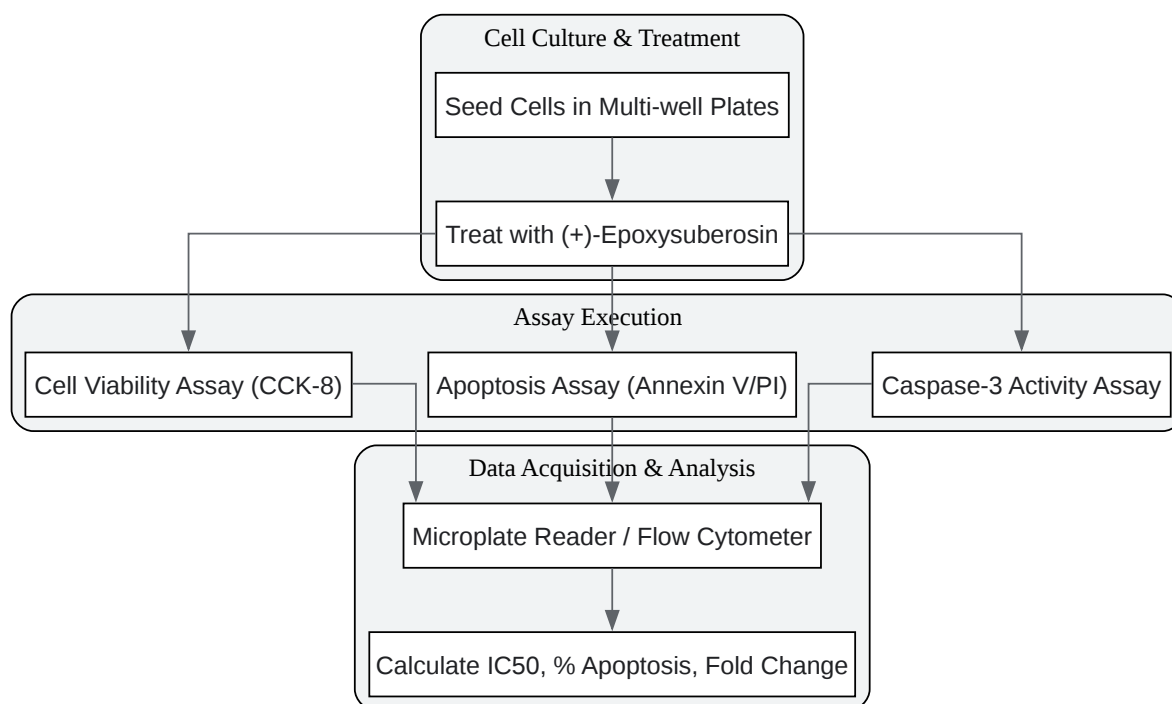 Cell Culture & Treatment
Seed Cells in Multi-well Plates
Treat with (+)-Epoxysuberosin
Assay Execution
Cell Viability Assay (CCK-8)
Apoptosis Assay (Annexin V/PI)
Caspase-3 Activity Assay
Data Acquisition & Analysis
Microplate Reader / Flow Cytometer
Calculate IC50, % Apoptosis, Fold Change